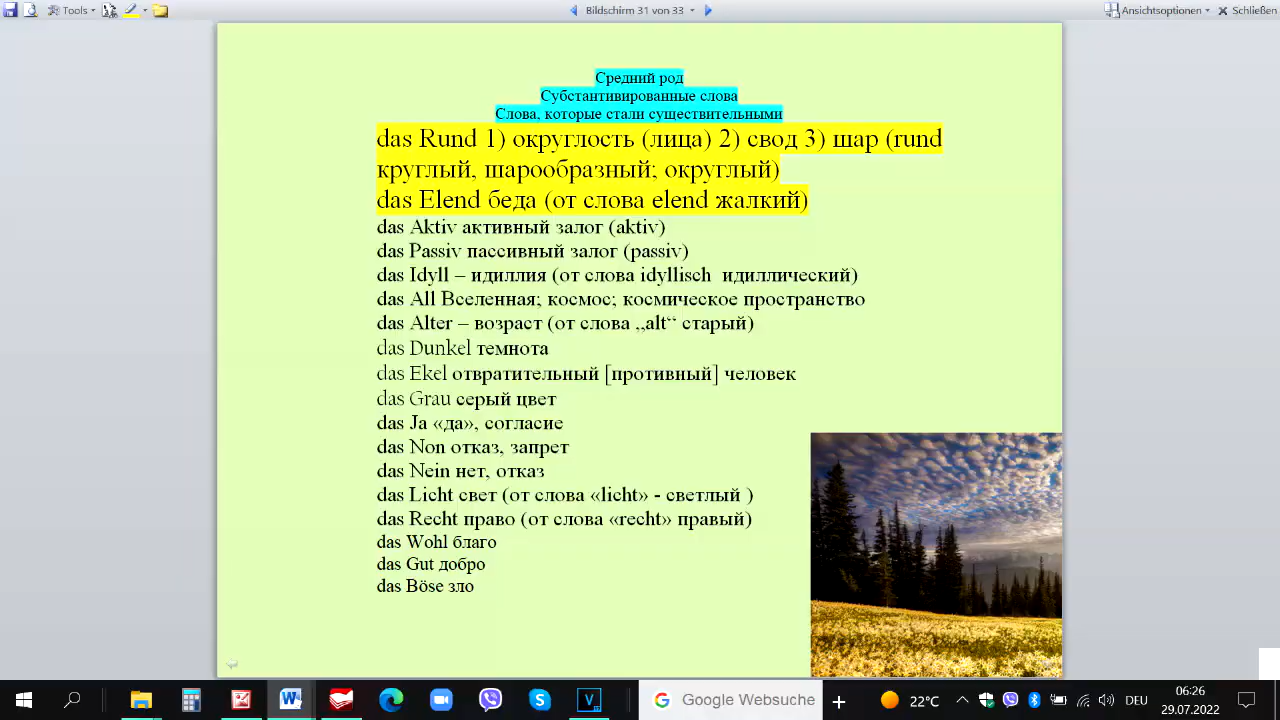 Tools
Bildschirm 31 von 33
Ansichtsoptionen
Schließen
Средний род
Субстантивированные слова
Слова, которые стали существительными
das Rund 1) округлость (лица) 2) свод 3) шар (rund
круглый, шарообразный; округлый)
das Elend беда (от слова elend жалкий)
das Aktiv активный залог (aktiv)
das Passiv пассивный залог (passiv)
das Idyll – идиллия (от слова idyllisch идиллический)
das All Вселенная; космос; космическое пространство
das Alter – возраст (от слова „alt“ старый)
das Dunkel темнота
das Ekel отвратительный [противный] человек
das Grau серый цвет
das Ja «да», согласие
das Non отказ, запрет
das Nein нет, отказ
das Licht свет (от слова «licht» - светлый )
das Recht право (от слова «recht» правый)
das Wohl благо
das Gut добро
das Böse зло
Google Websuche
22°C
DEU
06:26
29.07.2022